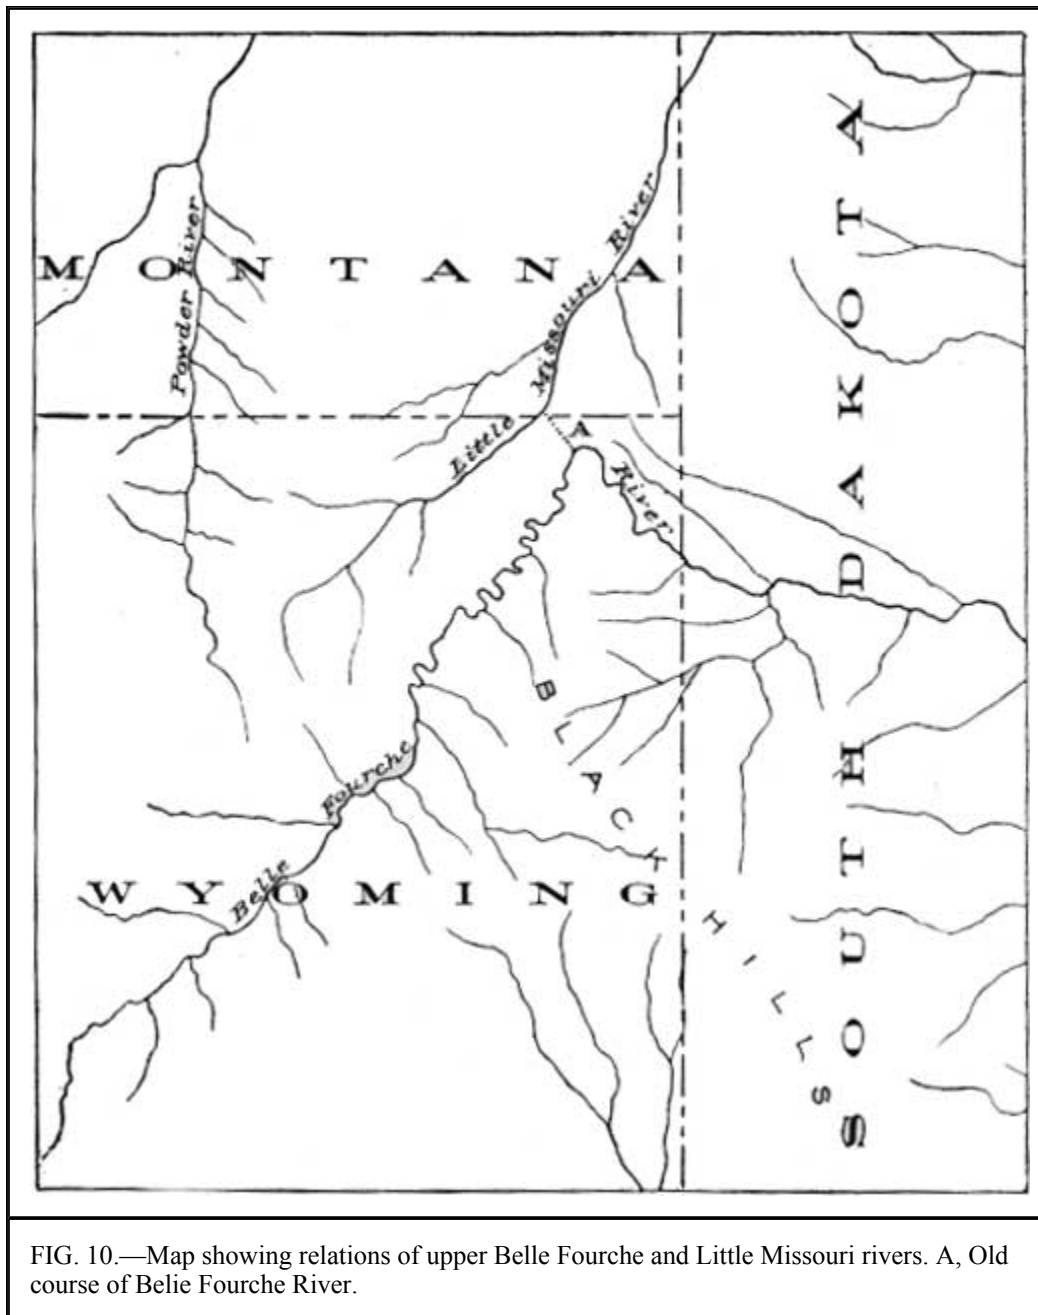 MONTANA
Powder River
Little Missouri River
A
River
SOUTH DAKOTA
BLACK HILLS
Belle Fourche
WYOMING
FIG. 10.—Map showing relations of upper Belle Fourche and Little Missouri rivers. A, Old
course of Belie Fourche River.